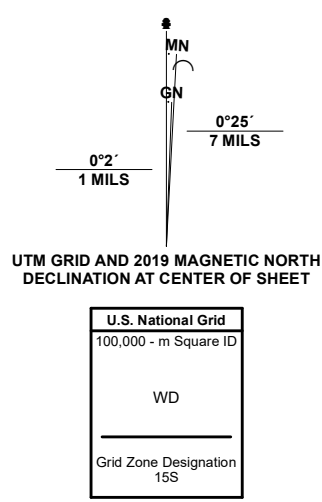 MN
GN
0°25´
7 MILS
0°2´
1 MILS
UTM GRID AND 2019 MAGNETIC NORTH
DECLINATION AT CENTER OF SHEET
U.S. National Grid
100,000 - m Square ID
WD
Grid Zone Designation
15S